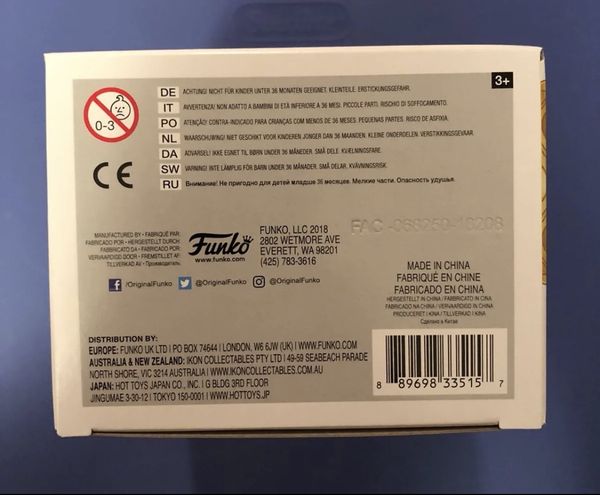 3+
0-3
DE ACHTUNG! NICHT FÜR KINDER UNTER 36 MONATEN GEEIGNET. KLEINTEILE. ERSTICKUNGSGEFAHR.
IT AVVERTENZA! NON ADATTO A BAMBINI DI ETÀ INFERIORE A 36 MESI. PICCOLE PARTI. RISCHIO DI SOFFOCAMENTO.
PO ATENÇÃO! CONTRA-INDICADO PARA CRIANÇAS COM MENOS DE 36 MESES. PEQUENAS PARTES. RISCO DE ASFIXIA.
NL WAARSCHUWING! NIET GESCHIKT VOOR KINDEREN JONGER DAN 36 MAANDEN. KLEINE ONDERDELEN. VERSTIKKINGSGEVAAR.
DA ADVARSEL! IKKE EGNET TIL BØRN UNDER 36 MÅNEDER. SMÅ DELE. KVÆLNINGSFARE.
SW VARNING! INTE LÄMPLIG FÖR BARN UNDER 36 MÅNADER. SMÅ DELAR. KVÄVNINGSRISK.
RU Внимание! Не пригодно для детей младше 36 месяцев. Мелкие части. Опасность удушья.
CE
MANUFACTURED BY • FABRIQUÉ PAR
FABRICADO POR • HERGESTELLT DURCH
FABBRICATO DA • FABRICADO POR
VERVAARDIGD DOOR • FREMSTILLET AF
TILLVERKAD AV • Производитель:
Funko
www.funko.com
FUNKO, LLC 2018
2802 WETMORE AVE
EVERETT, WA 98201
(425) 783-3616
FAC -068250-18208
f /OriginalFunko @OriginalFunko @OriginalFunko
MADE IN CHINA
FABRIQUÉ EN CHINE
FABRICADO EN CHINA
HERGESTELLT IN CHINA / FABBRICATO IN CINA
FABRICADO NA CHINA / VERVAARDIGD IN CHINA
PRODUCERET I KINA / TILLVERKAD I KINA
Сделано в Китае
DISTRIBUTION BY:
EUROPE: FUNKO UK LTD | PO BOX 74644 | LONDON, W6 6JW (UK) | WWW.FUNKO.COM
AUSTRALIA & NEW ZEALAND: IKON COLLECTABLES PTY LTD | 49-59 SEABEACH PARADE
NORTH SHORE, VIC 3214 AUSTRALIA | WWW.IKONCOLLECTABLES.COM.AU
JAPAN: HOT TOYS JAPAN CO., INC. | G BLDG 3RD FLOOR
JINGUMAE 3-30-12 | TOKYO 150-0001 | WWW.HOTTOYS.JP
8 89698 33515 7